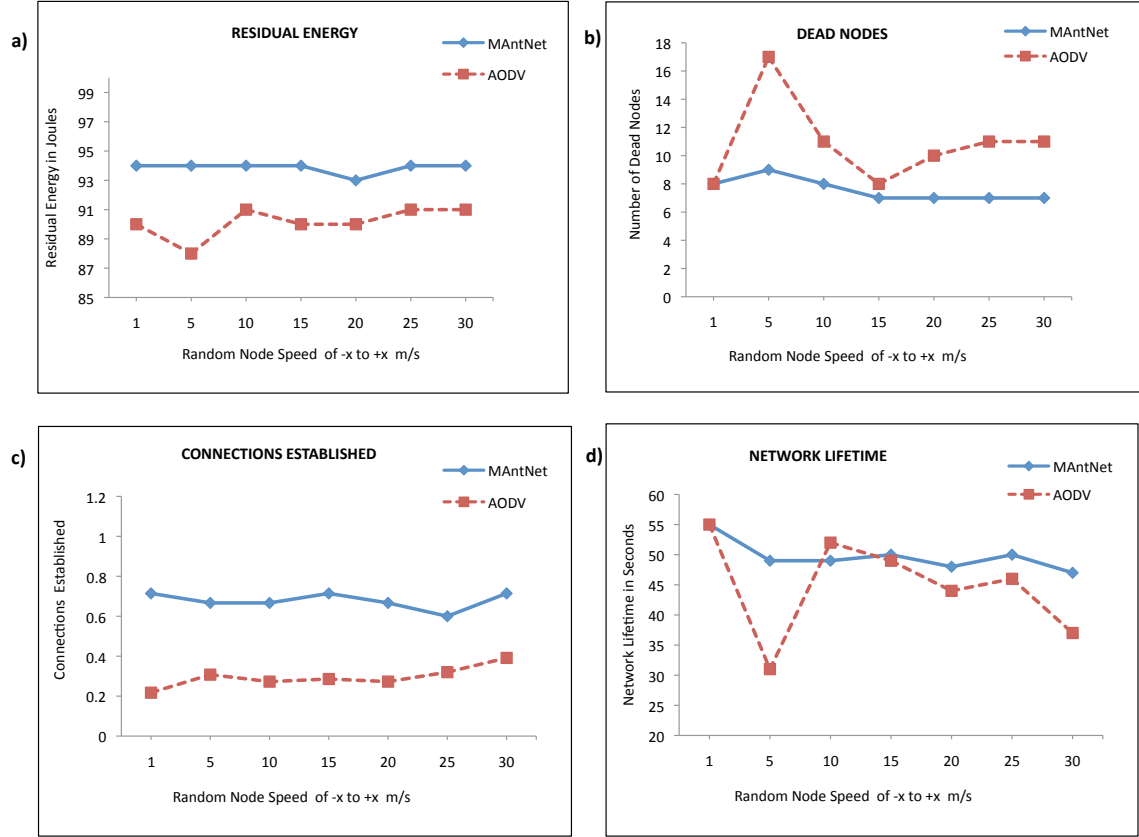 a)
RESIDUAL ENERGY
MAntNet
AODV
Residual Energy in Joules
99
97
95
93
91
89
87
85
1 5 10 15 20 25 30
Random Node Speed of -x to +x m/s
b)
DEAD NODES
MAntNet
AODV
Number of Dead Nodes
18
16
14
12
10
8
6
4
2
0
1 5 10 15 20 25 30
Random Node Speed of -x to +x m/s
c)
CONNECTIONS ESTABLISHED
MAntNet
AODV
Connections Established
1.2
1
0.8
0.6
0.4
0.2
0
1 5 10 15 20 25 30
Random Node Speed of -x to +x m/s
d)
NETWORK LIFETIME
MAntNet
AODV
Network Lifetime in Seconds
60
55
50
45
40
35
30
25
20
1 5 10 15 20 25 30
Random Node Speed of -x to +x m/s